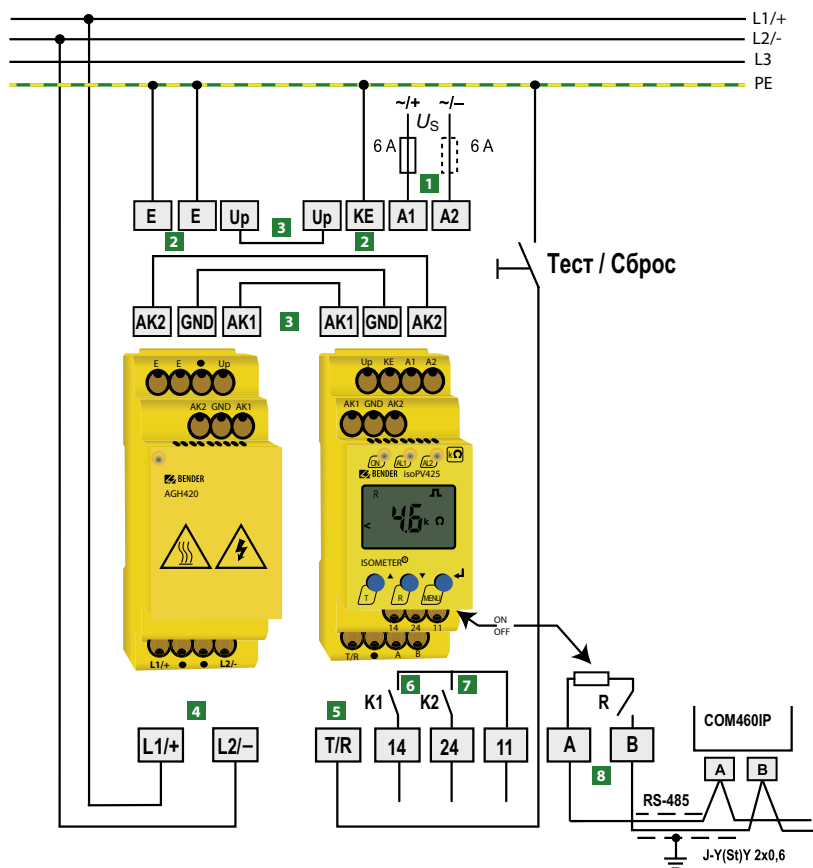 L1/+
L2/-
L3
PE
~/+ ~/–
US
6 A 6 A
1
E E Up Up KE A1 A2
2 3 2
Тест / Сброс
AK2 GND AK1 3 AK1 GND AK2
E E Up
AK2 GND AK1
BENDER
AGH420
L1/+ L2/-
Up KE A1 A2
AK1 GND AK2
ON AL1 AL2 kΩ
BENDER isoPV425
R
< 4.6 k Ω
ISOMETER®
T R MENU
14 24 11
T/R A B
ON
OFF
4 5 6 7
K1 K2
R
COM460IP
L1/+ L2/– T/R 14 24 11 A B
8
A B
RS-485
J-Y(St)Y 2x0,6